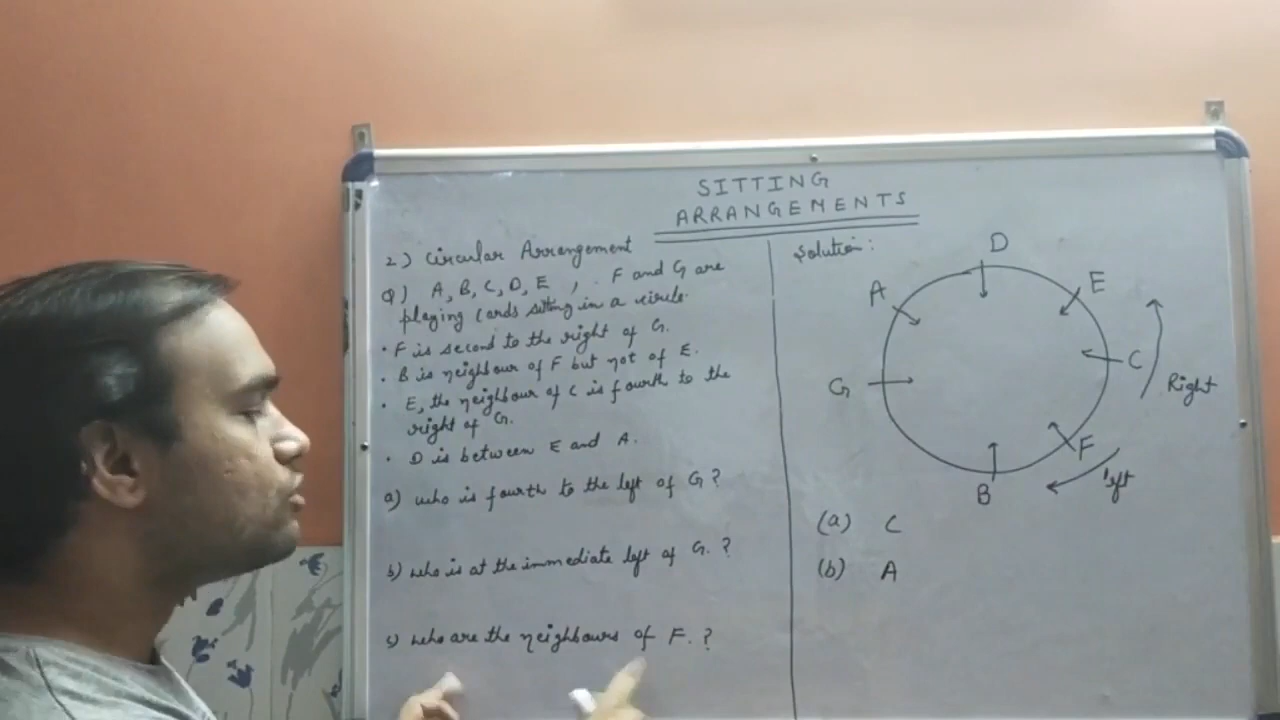 SITTING
ARRANGEMENTS
2) Circular Arrangement
Q) A, B, C, D, E, F and G are
playing cards sitting in a circle.
• F is second to the right of G.
• B is neighbour of F but not of E.
• E, the neighbour of C is fourth to the
right of G.
• D is between E and A.
a) who is fourth to the left of G?
b) who is at the immediate left of G.?
c) who are the neighbours of F.?
Solution:
D
A
E
G
C
Right
F
left
B
(a) C
(b) A